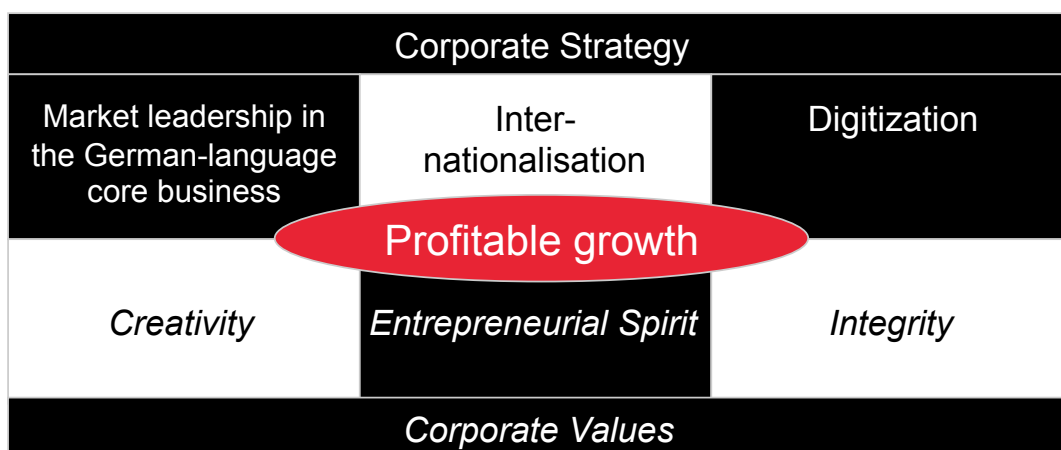 Corporate Strategy
Market leadership in
the German-language
core business
Inter-
nationalisation
Digitization
Profitable growth
Creativity
Entrepreneurial Spirit
Integrity
Corporate Values